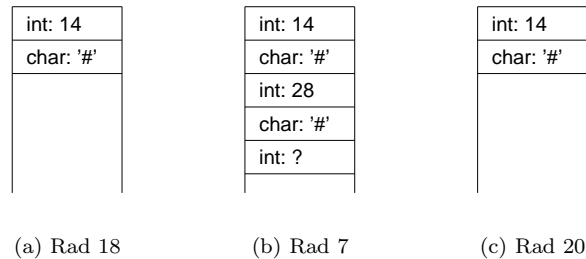 int: 14
char: ’#’
(a) Rad 18
int: 14
char: ’#’
int: 28
char: ’#’
int: ?
(b) Rad 7
int: 14
char: ’#’
(c) Rad 20